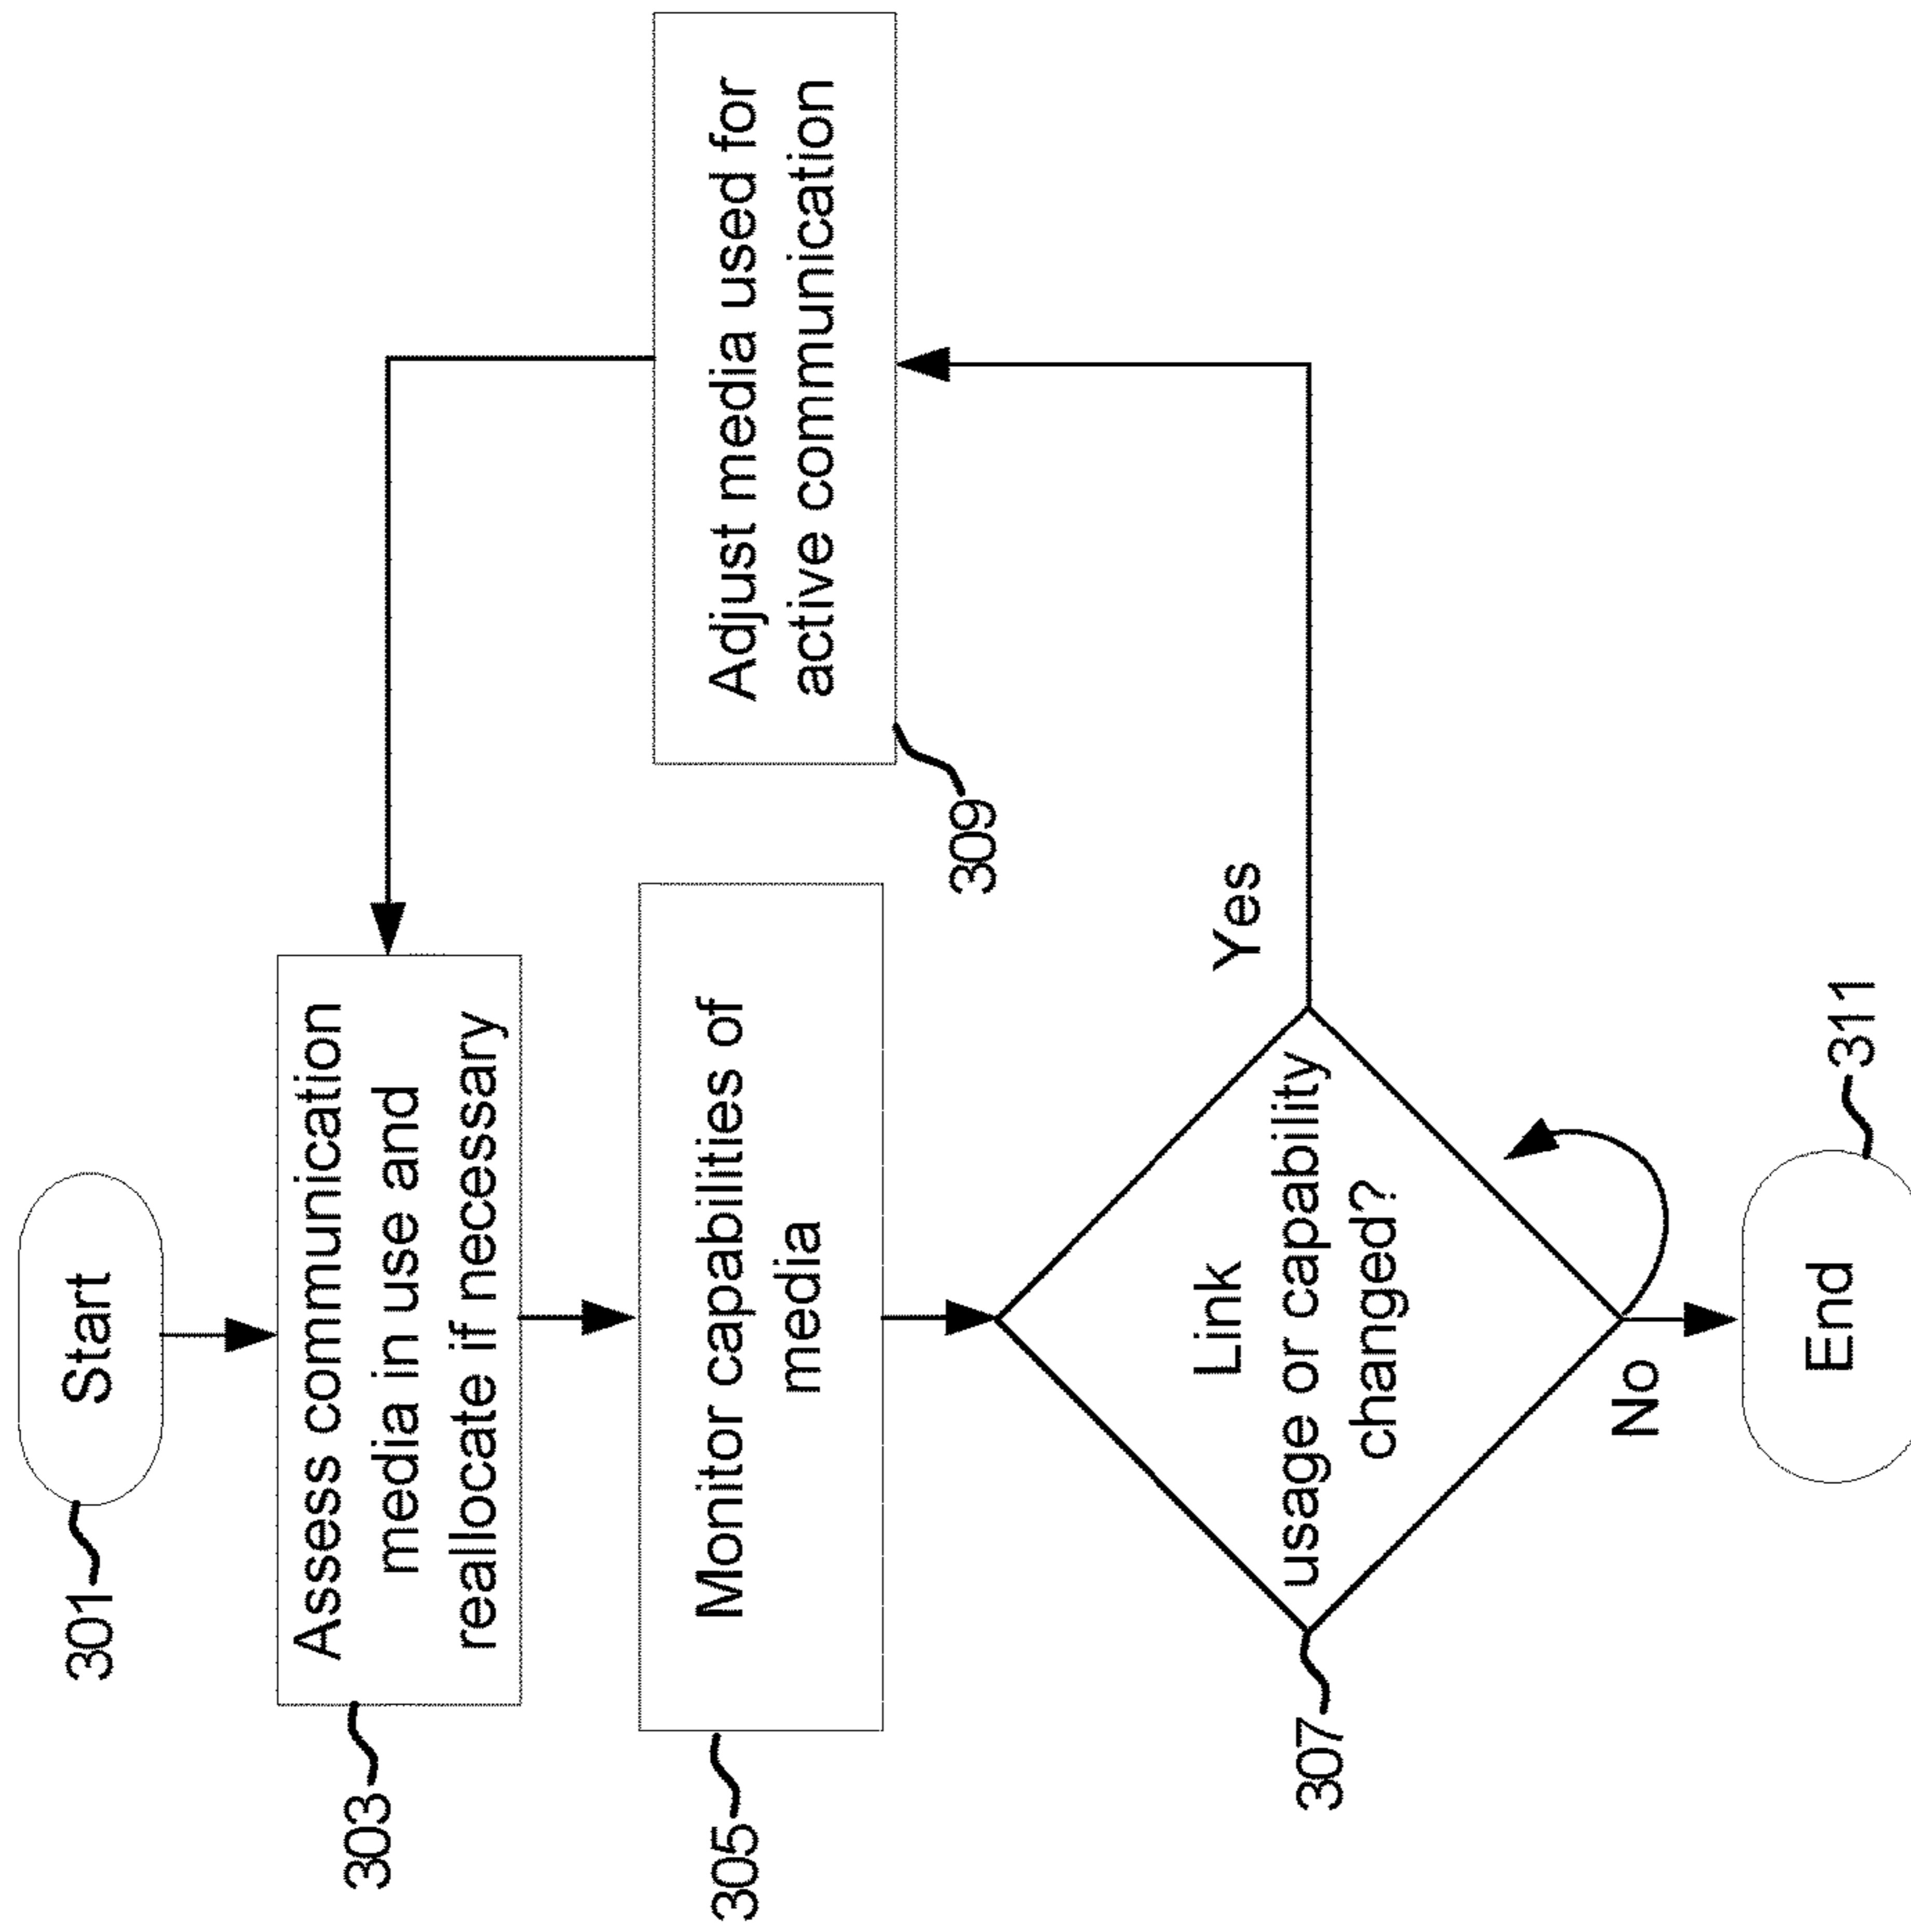 301
Start
303
Assess communication
media in use and
reallocate if necessary
305
Monitor capabilities of
media
307
Link
usage or capability
changed?
Yes
No
309
Adjust media used for
active communication
End
311